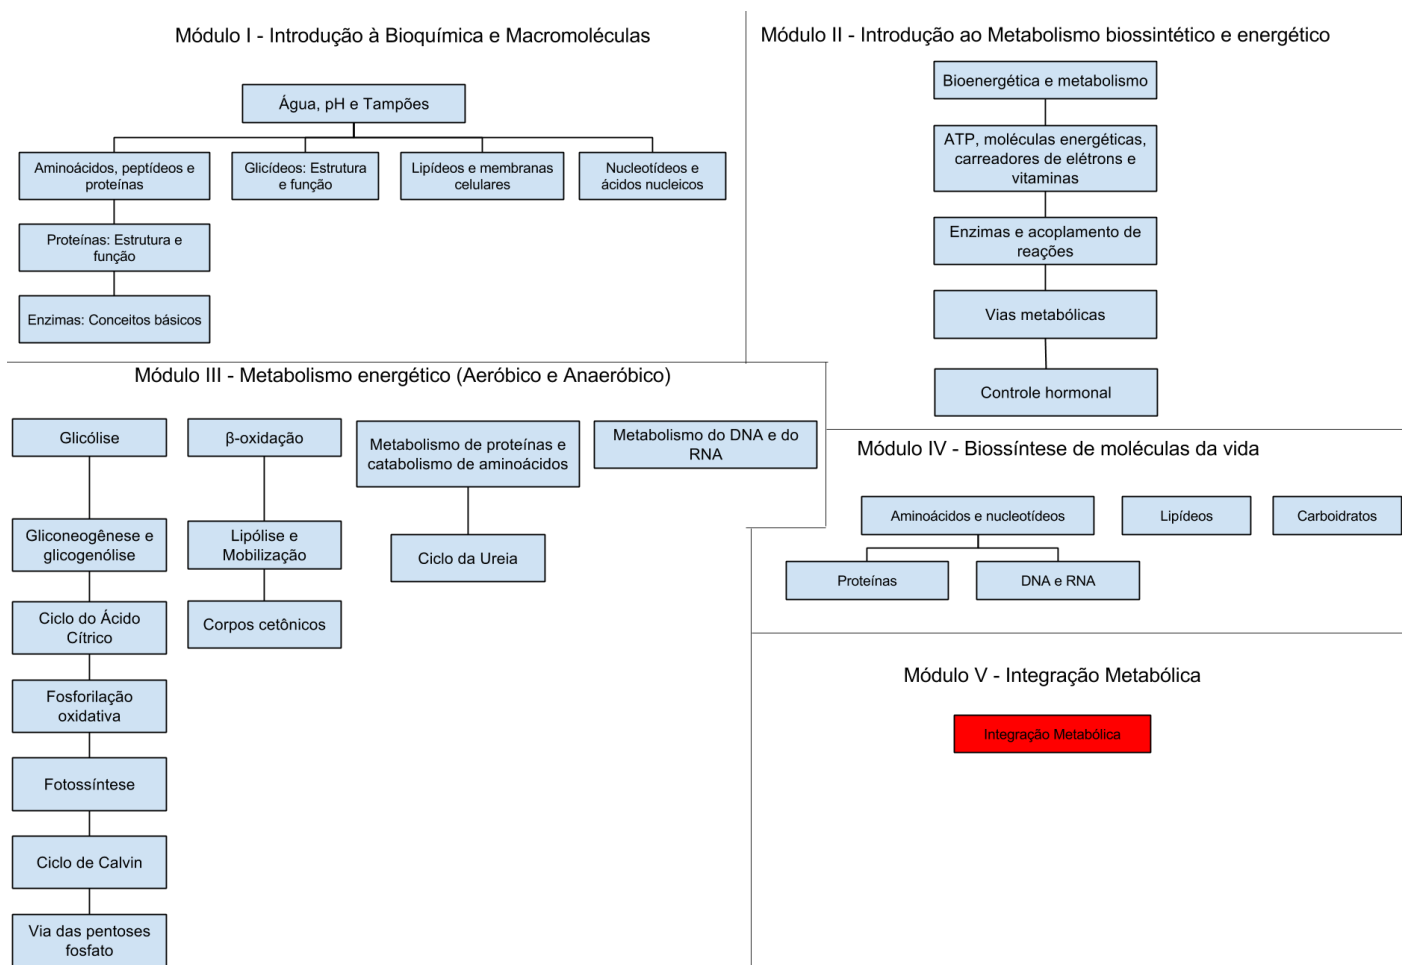 Módulo I - Introdução à Bioquímica e Macromoléculas
Água, pH e Tampões
Aminoácidos, peptídeos e
proteínas
Glicídeos: Estrutura
e função
Lipídeos e membranas
celulares
Nucleotídeos e
ácidos nucleicos
Proteínas: Estrutura e
função
Enzimas: Conceitos básicos
Módulo II - Introdução ao Metabolismo biossintético e energético
Bioenergética e metabolismo
ATP, moléculas energéticas,
carreadores de elétrons e
vitaminas
Enzimas e acoplamento de
reações
Vias metabólicas
Controle hormonal
Módulo III - Metabolismo energético (Aeróbico e Anaeróbico)
Glicólise
Gliconeogênese e
glicogenólise
Ciclo do Ácido
Cítrico
Fosforilação
oxidativa
Fotossíntese
Ciclo de Calvin
Via das pentoses
fosfato
β-oxidação
Lipólise e
Mobilização
Corpos cetônicos
Metabolismo de proteínas e
catabolismo de aminoácidos
Ciclo da Ureia
Metabolismo do DNA e do
RNA
Módulo IV - Biossíntese de moléculas da vida
Aminoácidos e nucleotídeos
Proteínas
DNA e RNA
Lipídeos
Carboidratos
Módulo V - Integração Metabólica
Integração Metabólica